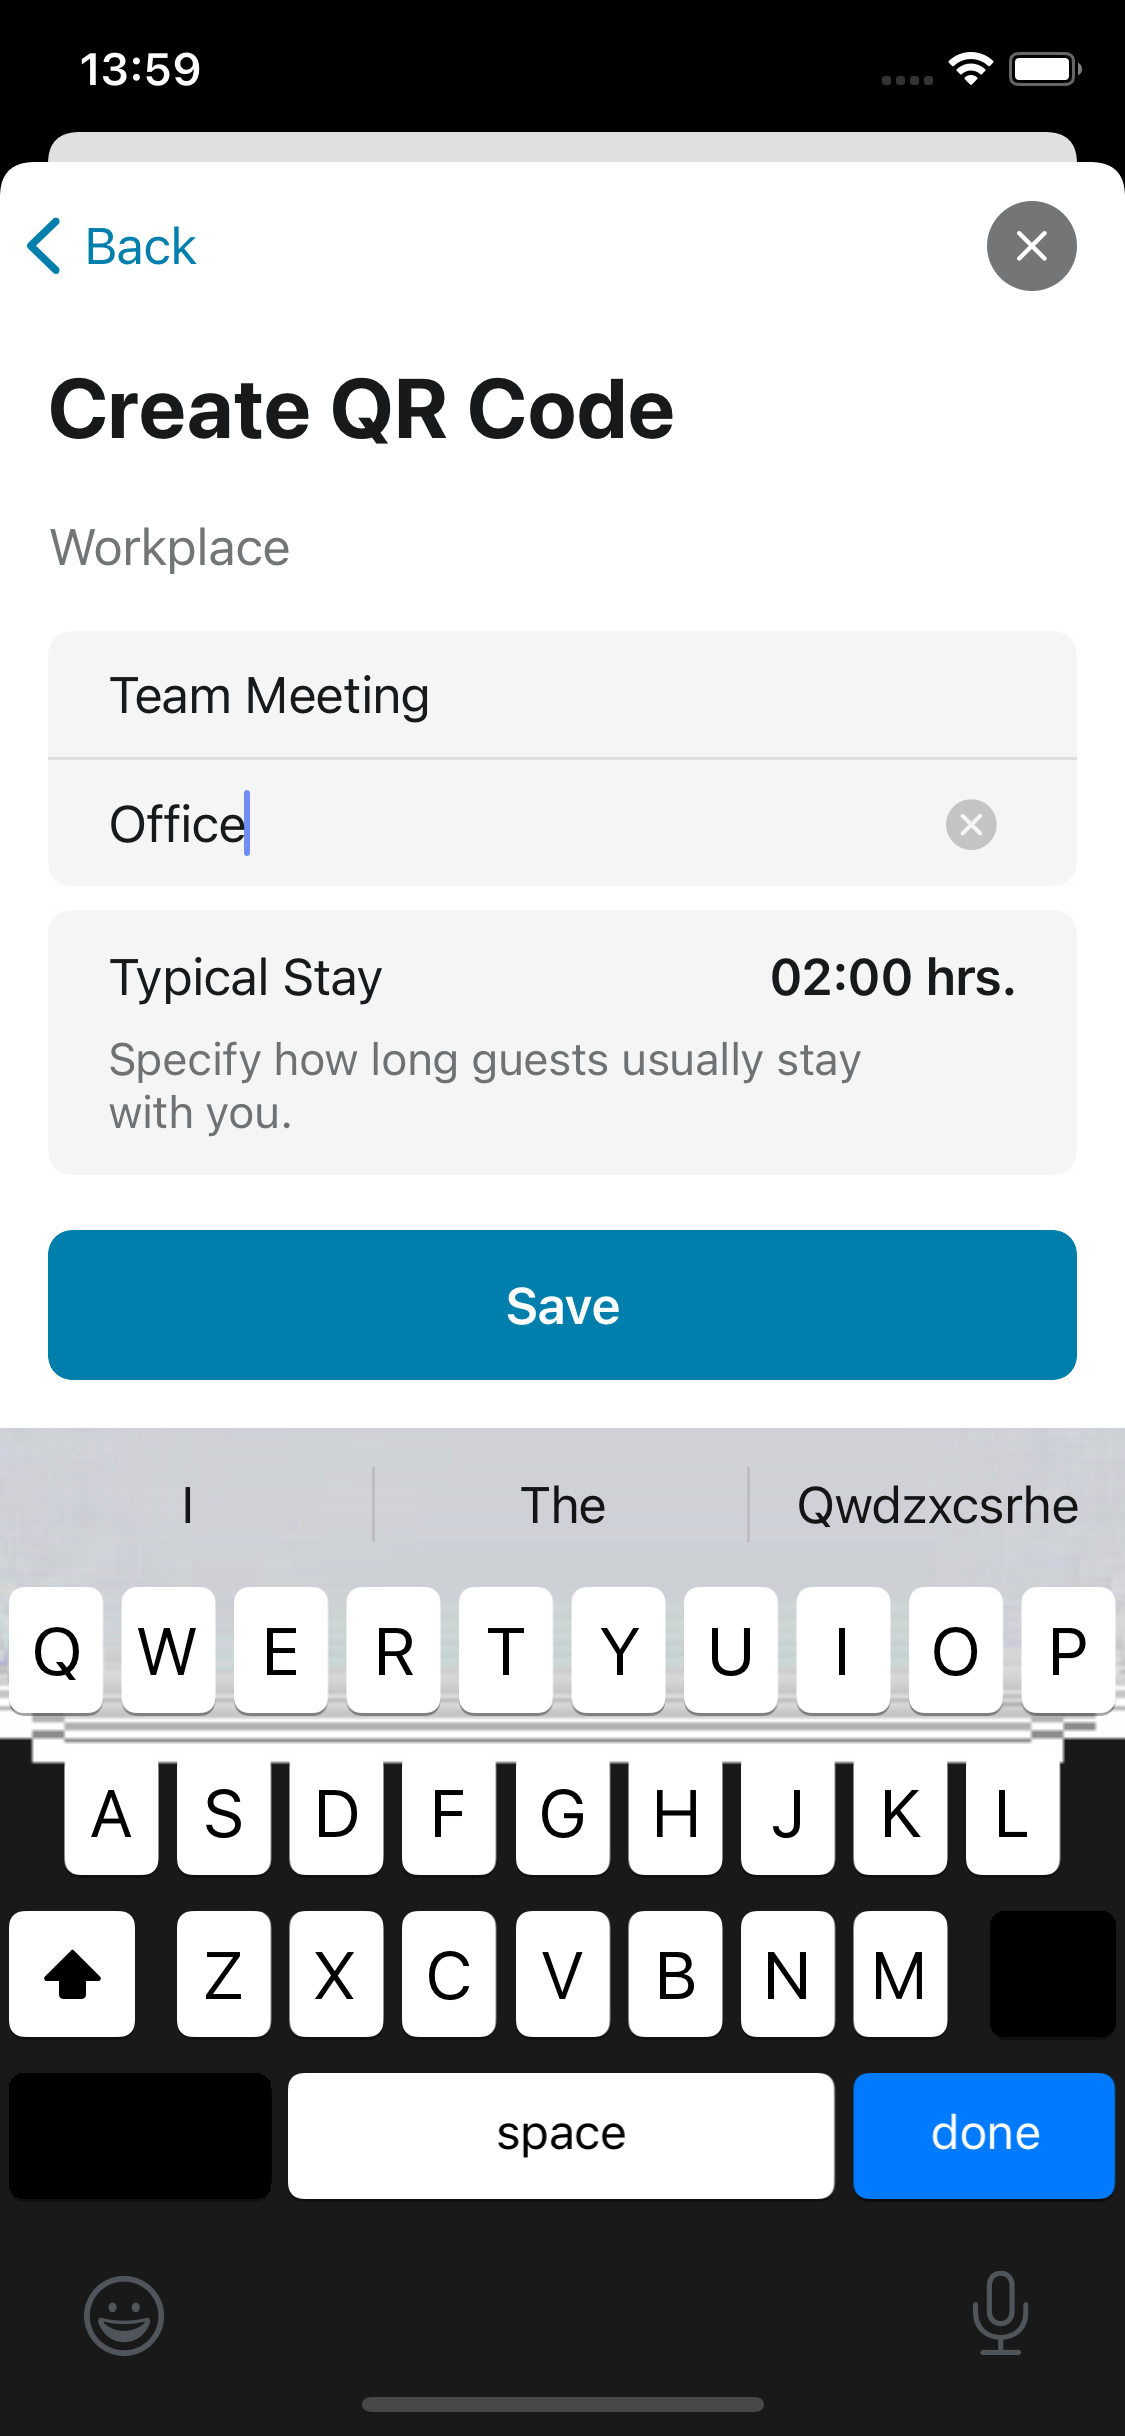 13:59
Back
Create QR Code
Workplace
Team Meeting
Office
Typical Stay 02:00 hrs.
Specify how long guests usually stay
with you.
Save
I The Qwdzxcsrhe
Q W E R T Y U I O P
A S D F G H J K L
Z X C V B N M
space done